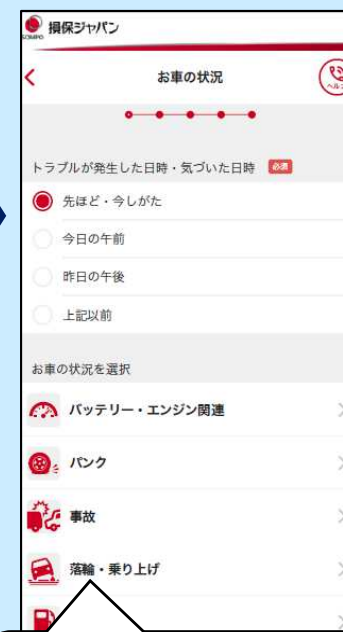 SOMPO
損保ジャパン
お車の状況
ヘルプ
トラブルが発生した日時・気づいた日時 必須
先ほど・今しがた
今日の午前
昨日の午後
上記以前
お車の状況を選択
バッテリー・エンジン関連
パンク
事故
落輪・乗り上げ